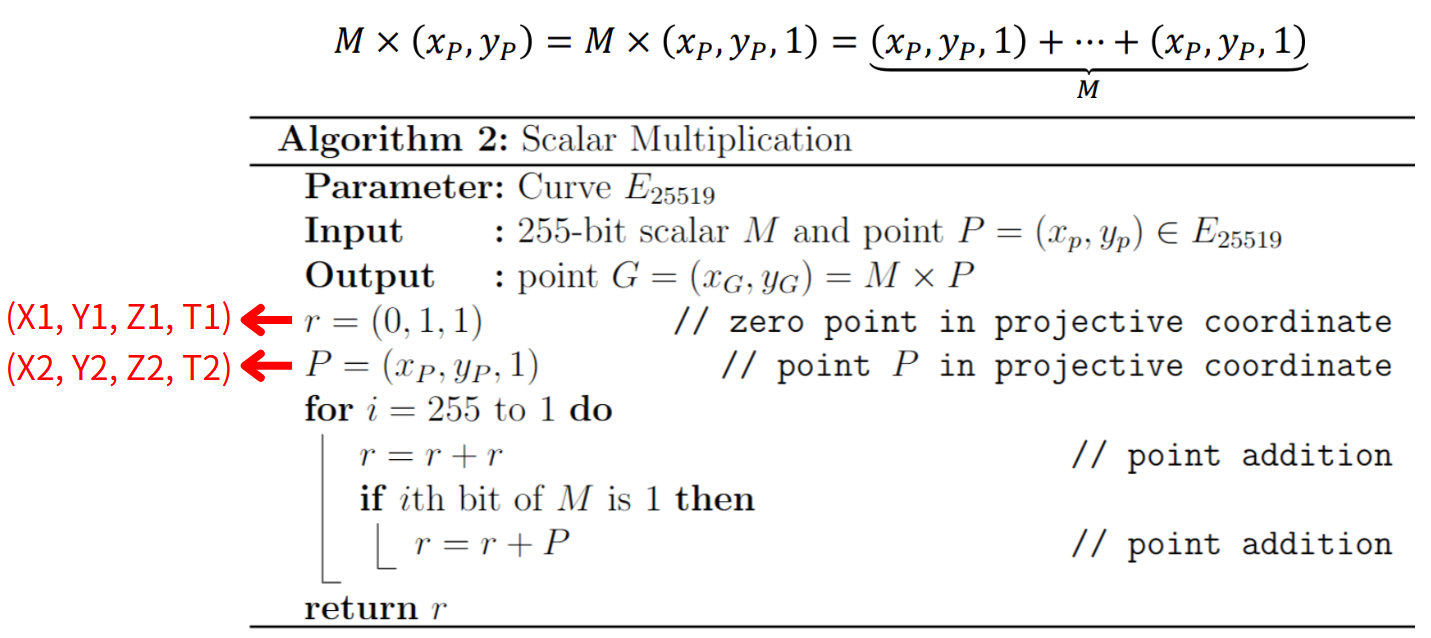 M × (x_P, y_P) = M × (x_P, y_P, 1) = (x_P, y_P, 1) + ⋯ + (x_P, y_P, 1)
M
Algorithm 2: Scalar Multiplication
Parameter: Curve E_25519
Input : 255-bit scalar M and point P = (x_p, y_p) ∈ E_25519
Output : point G = (x_G, y_G) = M × P
(X1, Y1, Z1, T1) ← r = (0, 1, 1) // zero point in projective coordinate
(X2, Y2, Z2, T2) ← P = (x_P, y_P, 1) // point P in projective coordinate
for i = 255 to 1 do
r = r + r // point addition
if ith bit of M is 1 then
r = r + P // point addition
return r